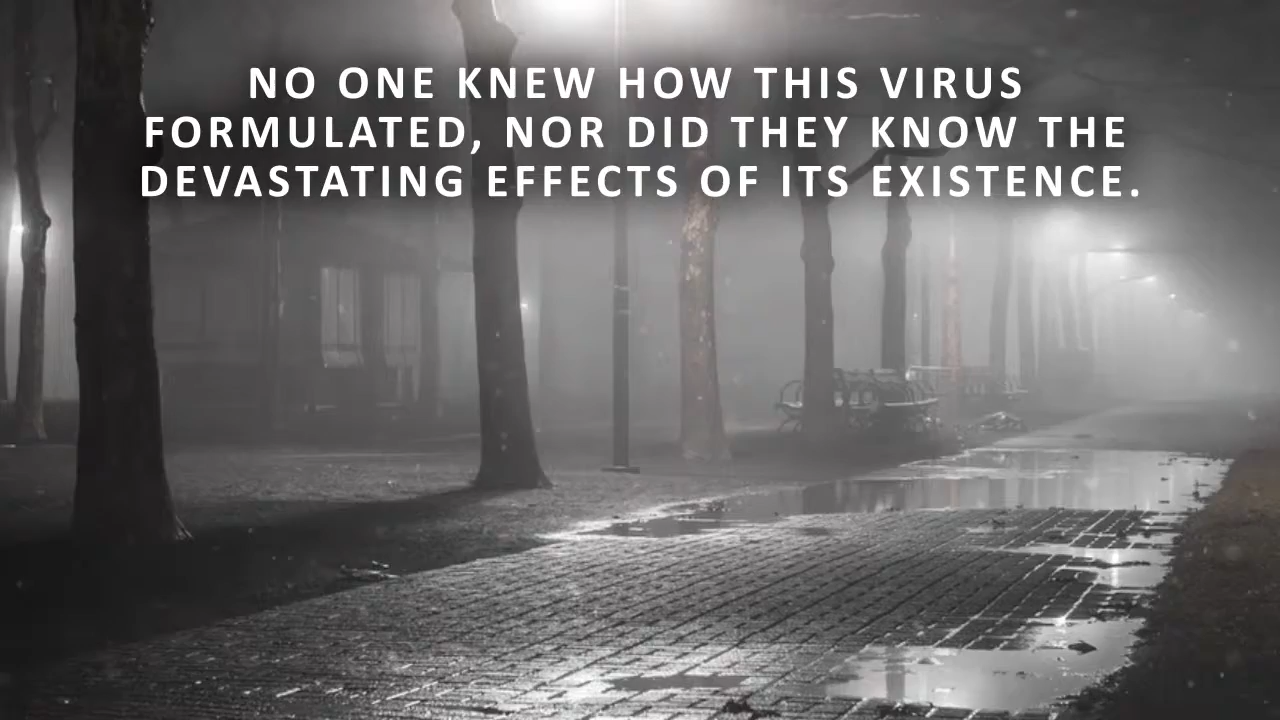 NO ONE KNEW HOW THIS VIRUS
FORMULATED, NOR DID THEY KNOW THE
DEVASTATING EFFECTS OF ITS EXISTENCE.